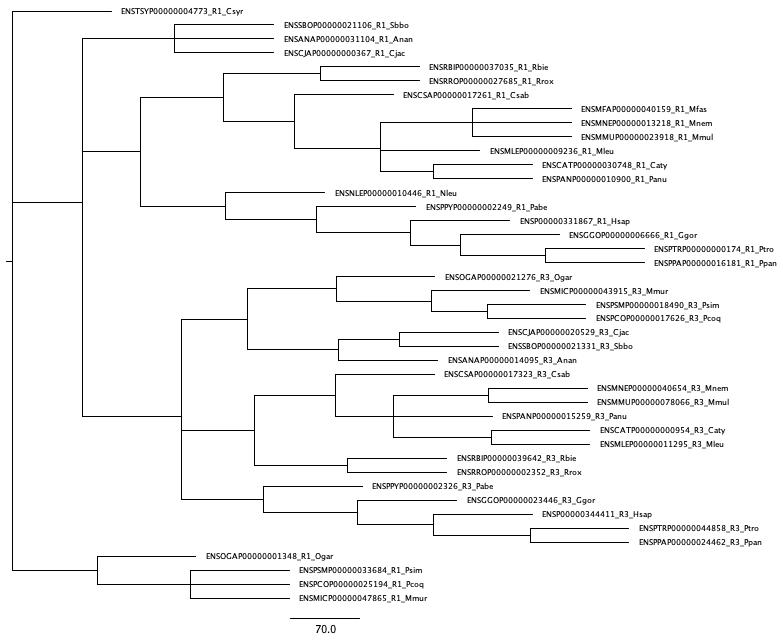 ENSTSYP00000004773_R1_Csyr
ENSSBOP00000021106_R1_Sbbo
ENSANAP00000031104_R1_Anan
ENSCJAP00000000367_R1_Cjac
ENSRBIP00000037035_R1_Rbie
ENSRROP00000027685_R1_Rrox
ENSCSAP00000017261_R1_Csab
ENSMFAP00000040159_R1_Mfas
ENSMNEP00000013218_R1_Mnem
ENSMMUP00000023918_R1_Mmul
ENSMLEP00000009236_R1_Mleu
ENSCATP00000030748_R1_Caty
ENSPANP00000010900_R1_Panu
ENSNLEP00000010446_R1_Nleu
ENSPPYP00000002249_R1_Pabe
ENSP00000331867_R1_Hsap
ENSGGOP00000006666_R1_Ggor
ENSPTRP00000000174_R1_Ptro
ENSPPAP00000016181_R1_Ppan
ENSOGAP00000021276_R3_Ogar
ENSMICP00000043915_R3_Mmur
ENSPSMP00000018490_R3_Psim
ENSPCOP00000017626_R3_Pcoq
ENSCJAP00000020529_R3_Cjac
ENSSBOP00000021331_R3_Sbbo
ENSANAP00000014095_R3_Anan
ENSCSAP00000017323_R3_Csab
ENSMNEP00000040654_R3_Mnem
ENSMMUP00000078066_R3_Mmul
ENSPANP00000015259_R3_Panu
ENSCATP00000000954_R3_Caty
ENSMLEP00000011295_R3_Mleu
ENSRBIP00000039642_R3_Rbie
ENSRROP00000002352_R3_Rrox
ENSPPYP00000002326_R3_Pabe
ENSGGOP00000023446_R3_Ggor
ENSP00000344411_R3_Hsap
ENSPTRP00000044858_R3_Ptro
ENSPPAP00000024462_R3_Ppan
ENSOGAP00000001348_R1_Ogar
ENSPSMP00000033684_R1_Psim
ENSPCOP00000025194_R1_Pcoq
ENSMICP00000047865_R1_Mmur
70.0